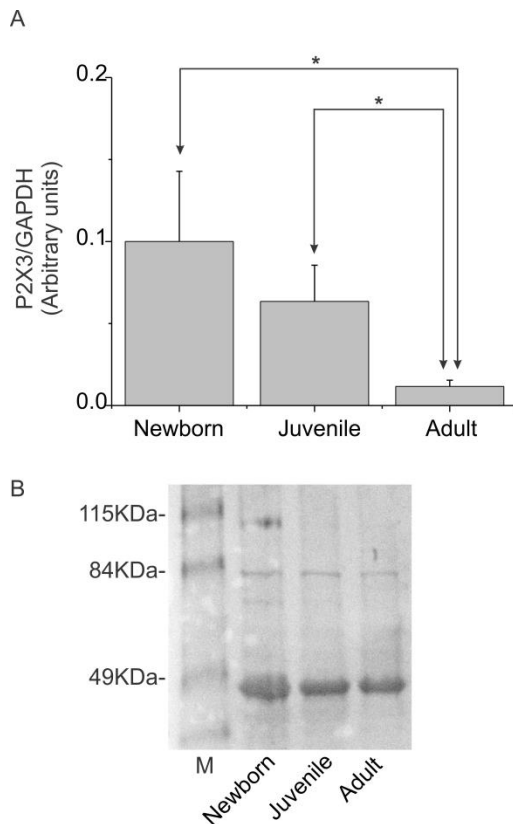 A
*
0.2
*
0.1
0.0
P2X3/GAPDH
(Arbitrary units)
Newborn Juvenile Adult
B
115KDa-
84KDa-
49KDa-
M Newborn Juvenile Adult